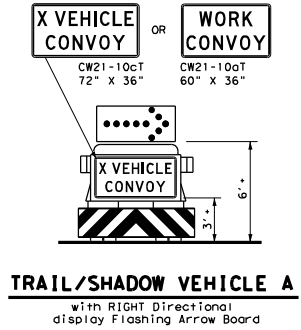 X VEHICLE
CONVOY
OR
WORK
CONVOY
CW21-10cT
72" X 36"
CW21-10aT
60" X 36"
X VEHICLE
CONVOY
3'+
6'+
TRAIL/SHADOW VEHICLE A
with RIGHT Directional
display Flashing Arrow Board